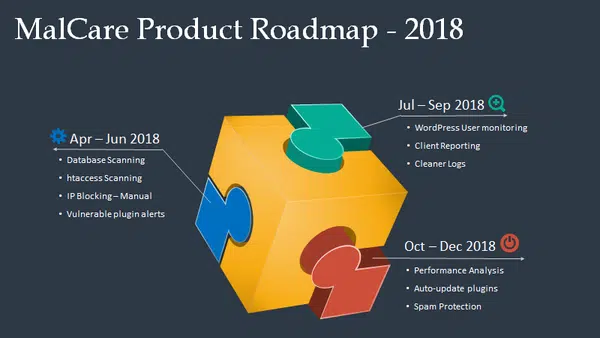 MalCare Product Roadmap - 2018
Apr – Jun 2018
• Database Scanning
• htaccess Scanning
• IP Blocking – Manual
• Vulnerable plugin alerts
Jul – Sep 2018
• WordPress User monitoring
• Client Reporting
• Cleaner Logs
Oct – Dec 2018
• Performance Analysis
• Auto-update plugins
• Spam Protection